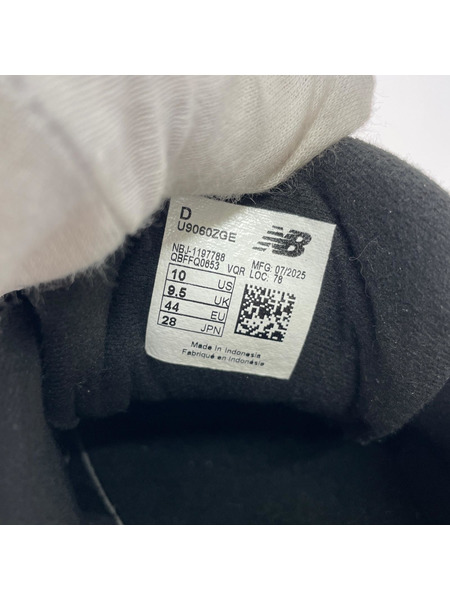 D
U9060ZGE
NB
NBJ-1197788
QBFFQ0853 VQR
MFG: 07/2025
LOC: 78
10 US
9.5 UK
44 EU
28 JPN
Made in Indonesia
Fabriqué en Indonésie